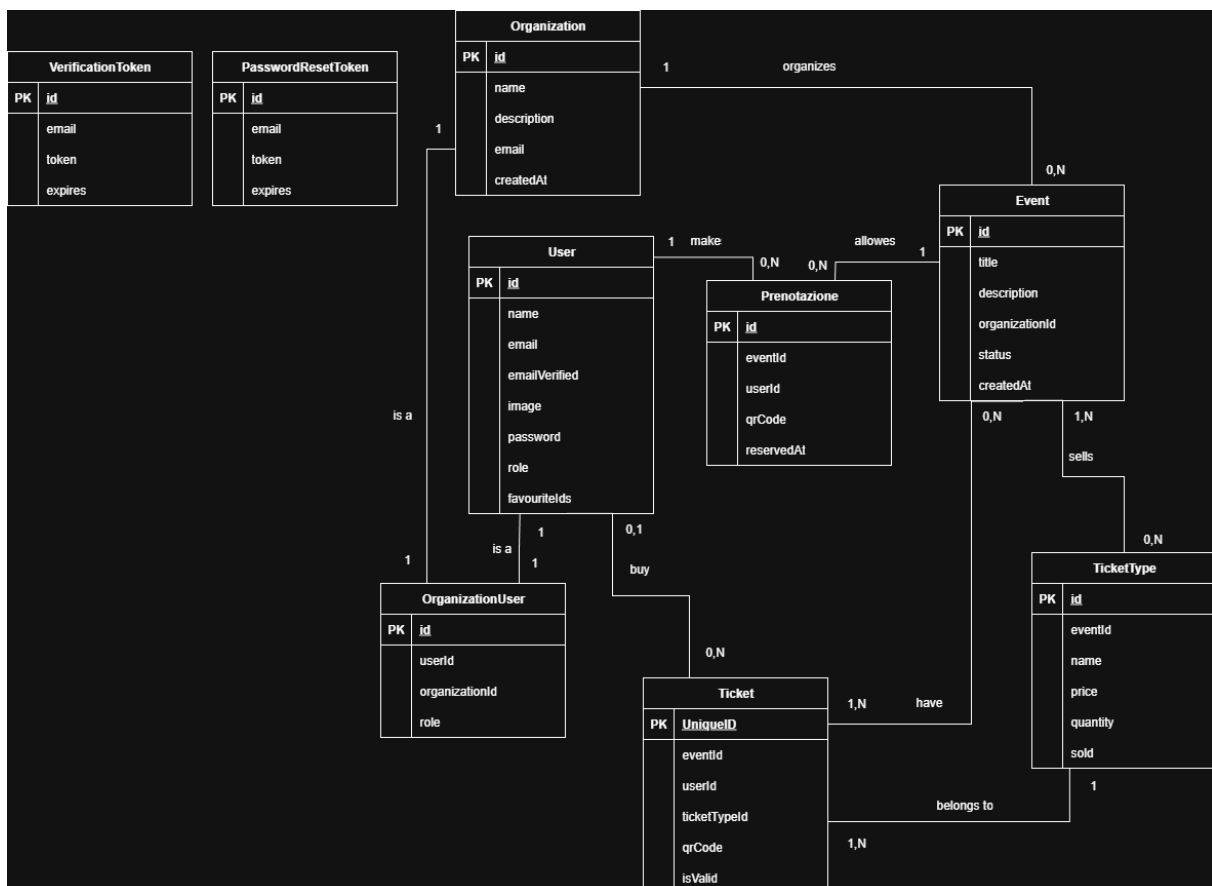 Organization
PK id
name
description
email
createdAt
VerificationToken
PK id
email
token
expires
PasswordResetToken
PK id
email
token
expires
1
organizes
0,N
1
is a
1
Event
PK id
title
description
organizationId
status
createdAt
User
PK id
name
email
emailVerified
image
password
role
favouriteIds
1
make
0,N
allowes
1
0,N
Prenotazione
PK id
eventId
userId
qrCode
reservedAt
0,N
1,N
sells
0,N
1
is a
1
0,1
buy
0,N
OrganizationUser
PK id
userId
organizationId
role
TicketType
PK id
eventId
name
price
quantity
sold
Ticket
PK UniqueID
eventId
userId
ticketTypeId
qrCode
isValid
1,N
have
1
belongs to
1,N